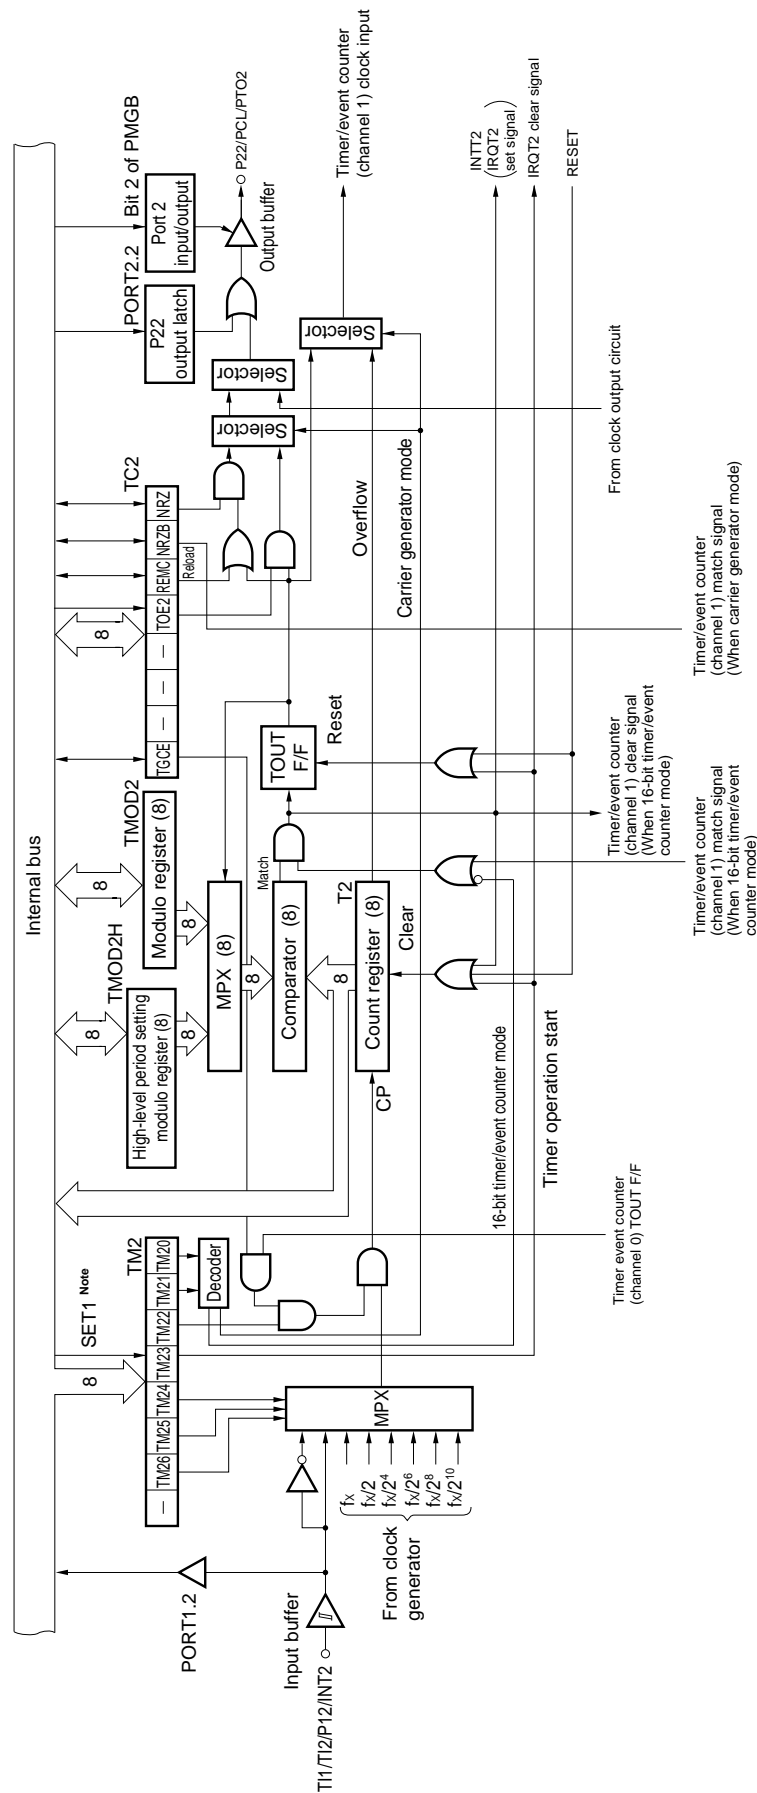 Internal bus
SET1 Note
8
TM2
— TM26 TM25 TM24 TM23 TM22 TM21 TM20
Decoder
PORT1.2
Input buffer
TI1/TI2/P12/INT2
From clock
generator
fx
fx/2
fx/2⁴
fx/2⁶
fx/2⁸
fx/2¹⁰
MPX
8
TMOD2H
High-level period setting
modulo register (8)
8
8
TMOD2
Modulo register (8)
8
MPX (8)
8
Comparator (8)
Match
8
T2
Count register (8)
CP
Clear
8
TC2
TGCE — — — TOE2 REMC NRZB NRZ
Reload
TOUT
F/F
Reset
PORT2.2
P22
output latch
Bit 2 of PMGB
Port 2
input/output
Output buffer
P22/PCL/PTO2
Selector
Selector
Selector
Overflow
Carrier generator mode
Timer/event counter
(channel 1) clock input
16-bit timer/event counter mode
Timer operation start
INTT2
IRQT2
set signal
IRQT2 clear signal
RESET
From clock output circuit
Timer event counter
(channel 0) TOUT F/F
Timer/event counter
(channel 1) clear signal
(When 16-bit timer/event
counter mode)
Timer/event counter
(channel 1) match signal
(When 16-bit timer/event
counter mode)
Timer/event counter
(channel 1) match signal
(When carrier generator mode)